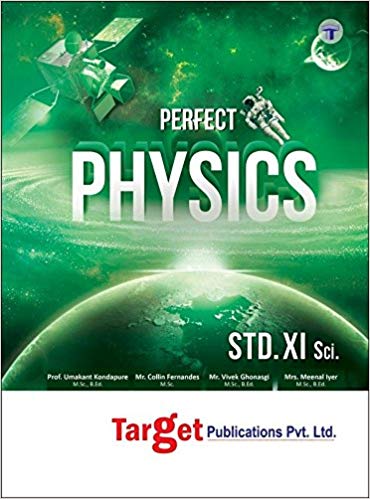 T
PERFECT
PHYSICS
STD. XI Sci.
Prof. Umakant Kondapure Mr. Collin Fernandes Mr. Vivek Ghonasgi Mrs. Meenal Iyer
M.Sc., B.Ed. M.Sc. M.Sc., B.Ed. M.Sc., B.Ed.
Target Publications Pvt. Ltd.